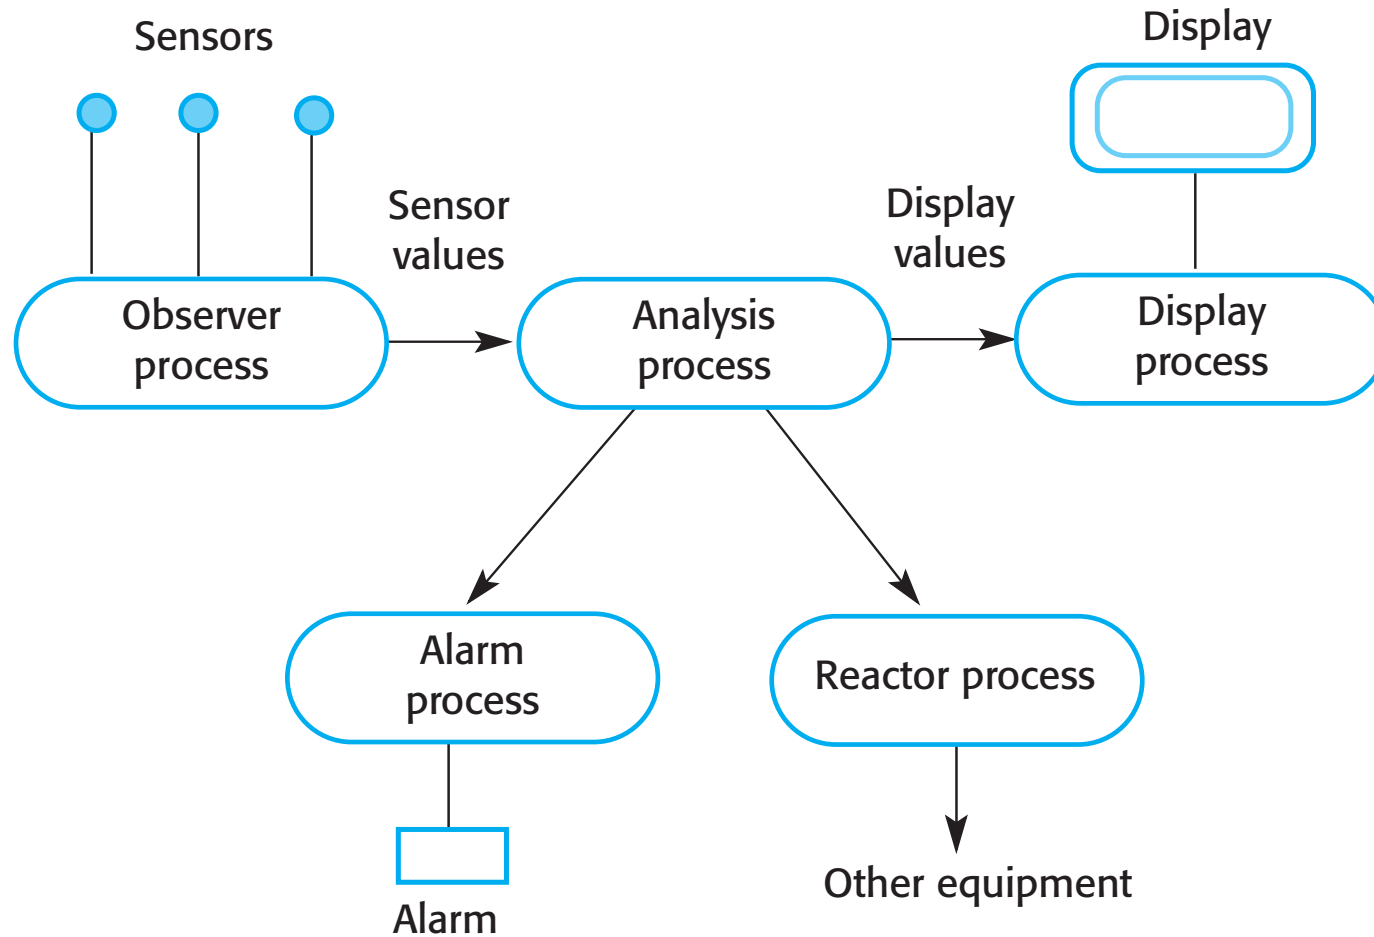 Sensors
Display
Sensor
values
Display
values
Observer
process
Analysis
process
Display
process
Alarm
process
Reactor process
Alarm
Other equipment